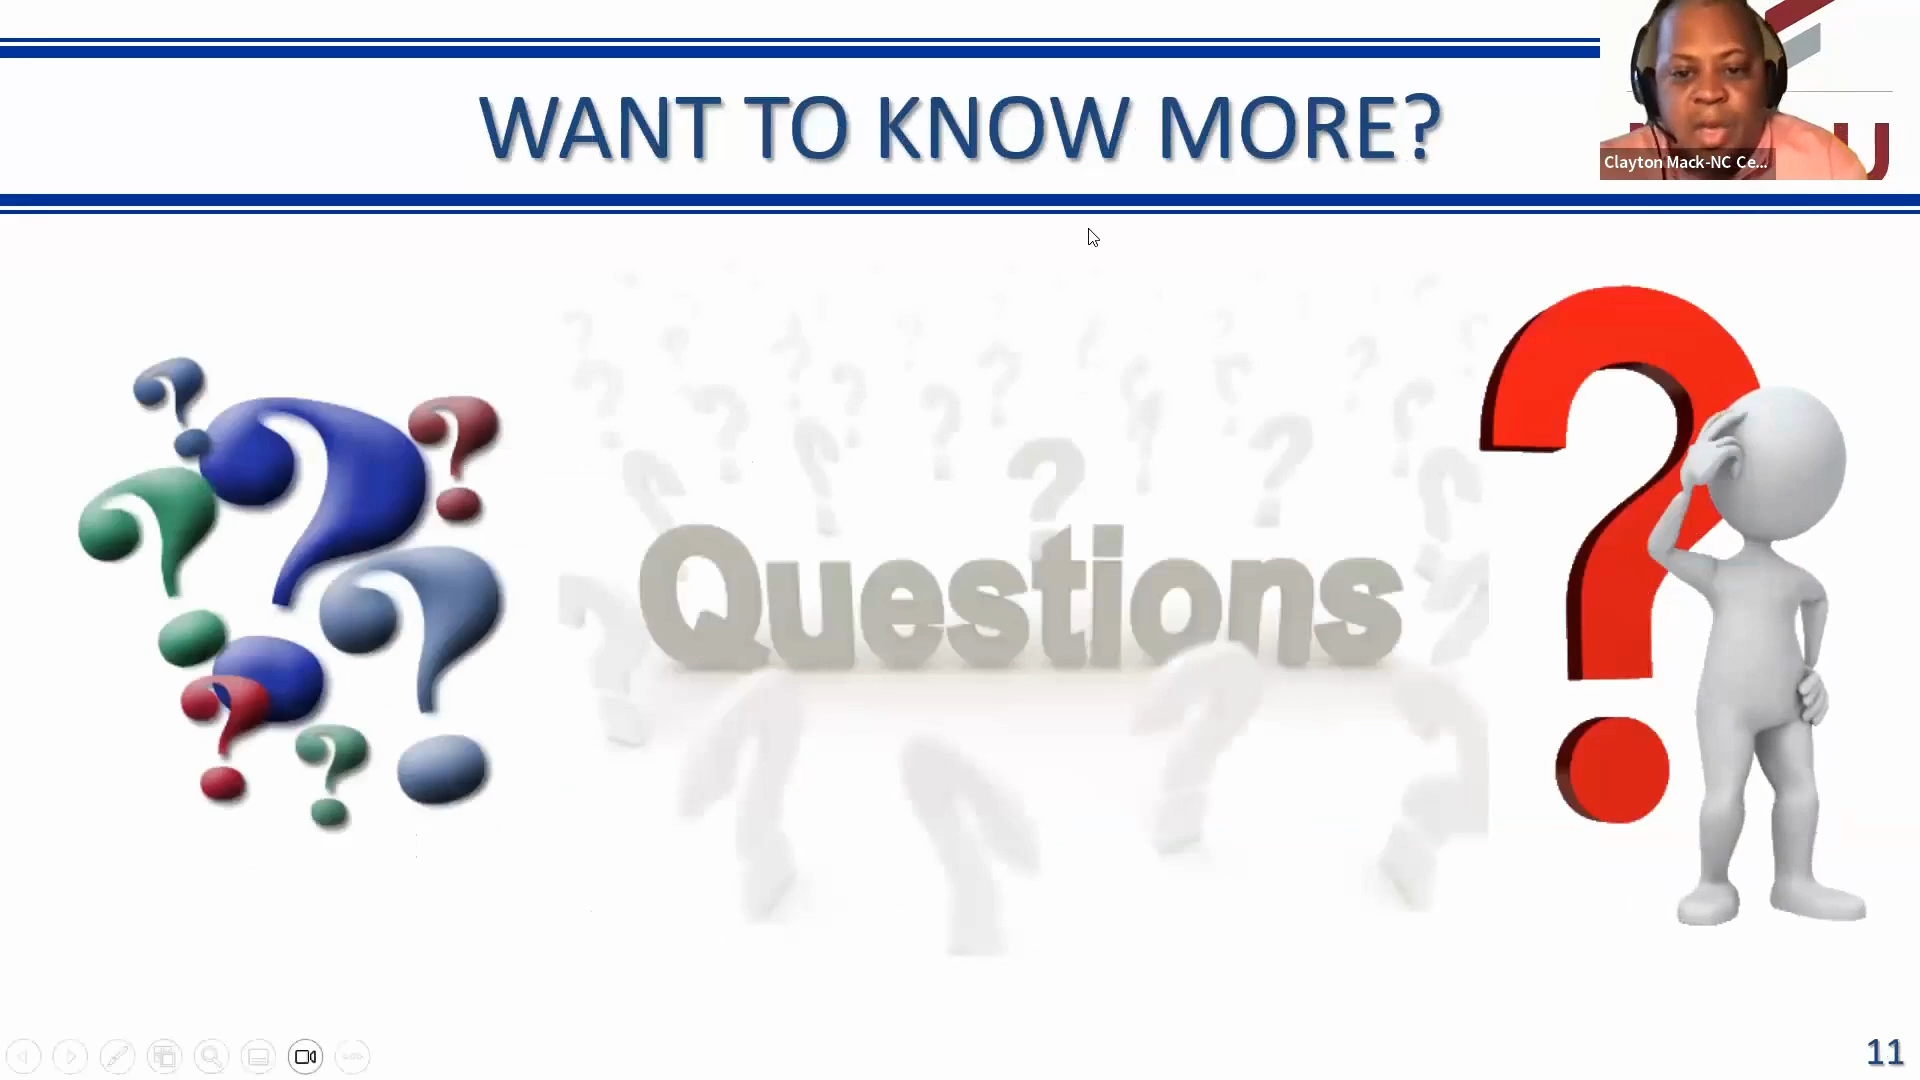 WANT TO KNOW MORE?
Clayton Mack-NC Ce...
U
Questions
11